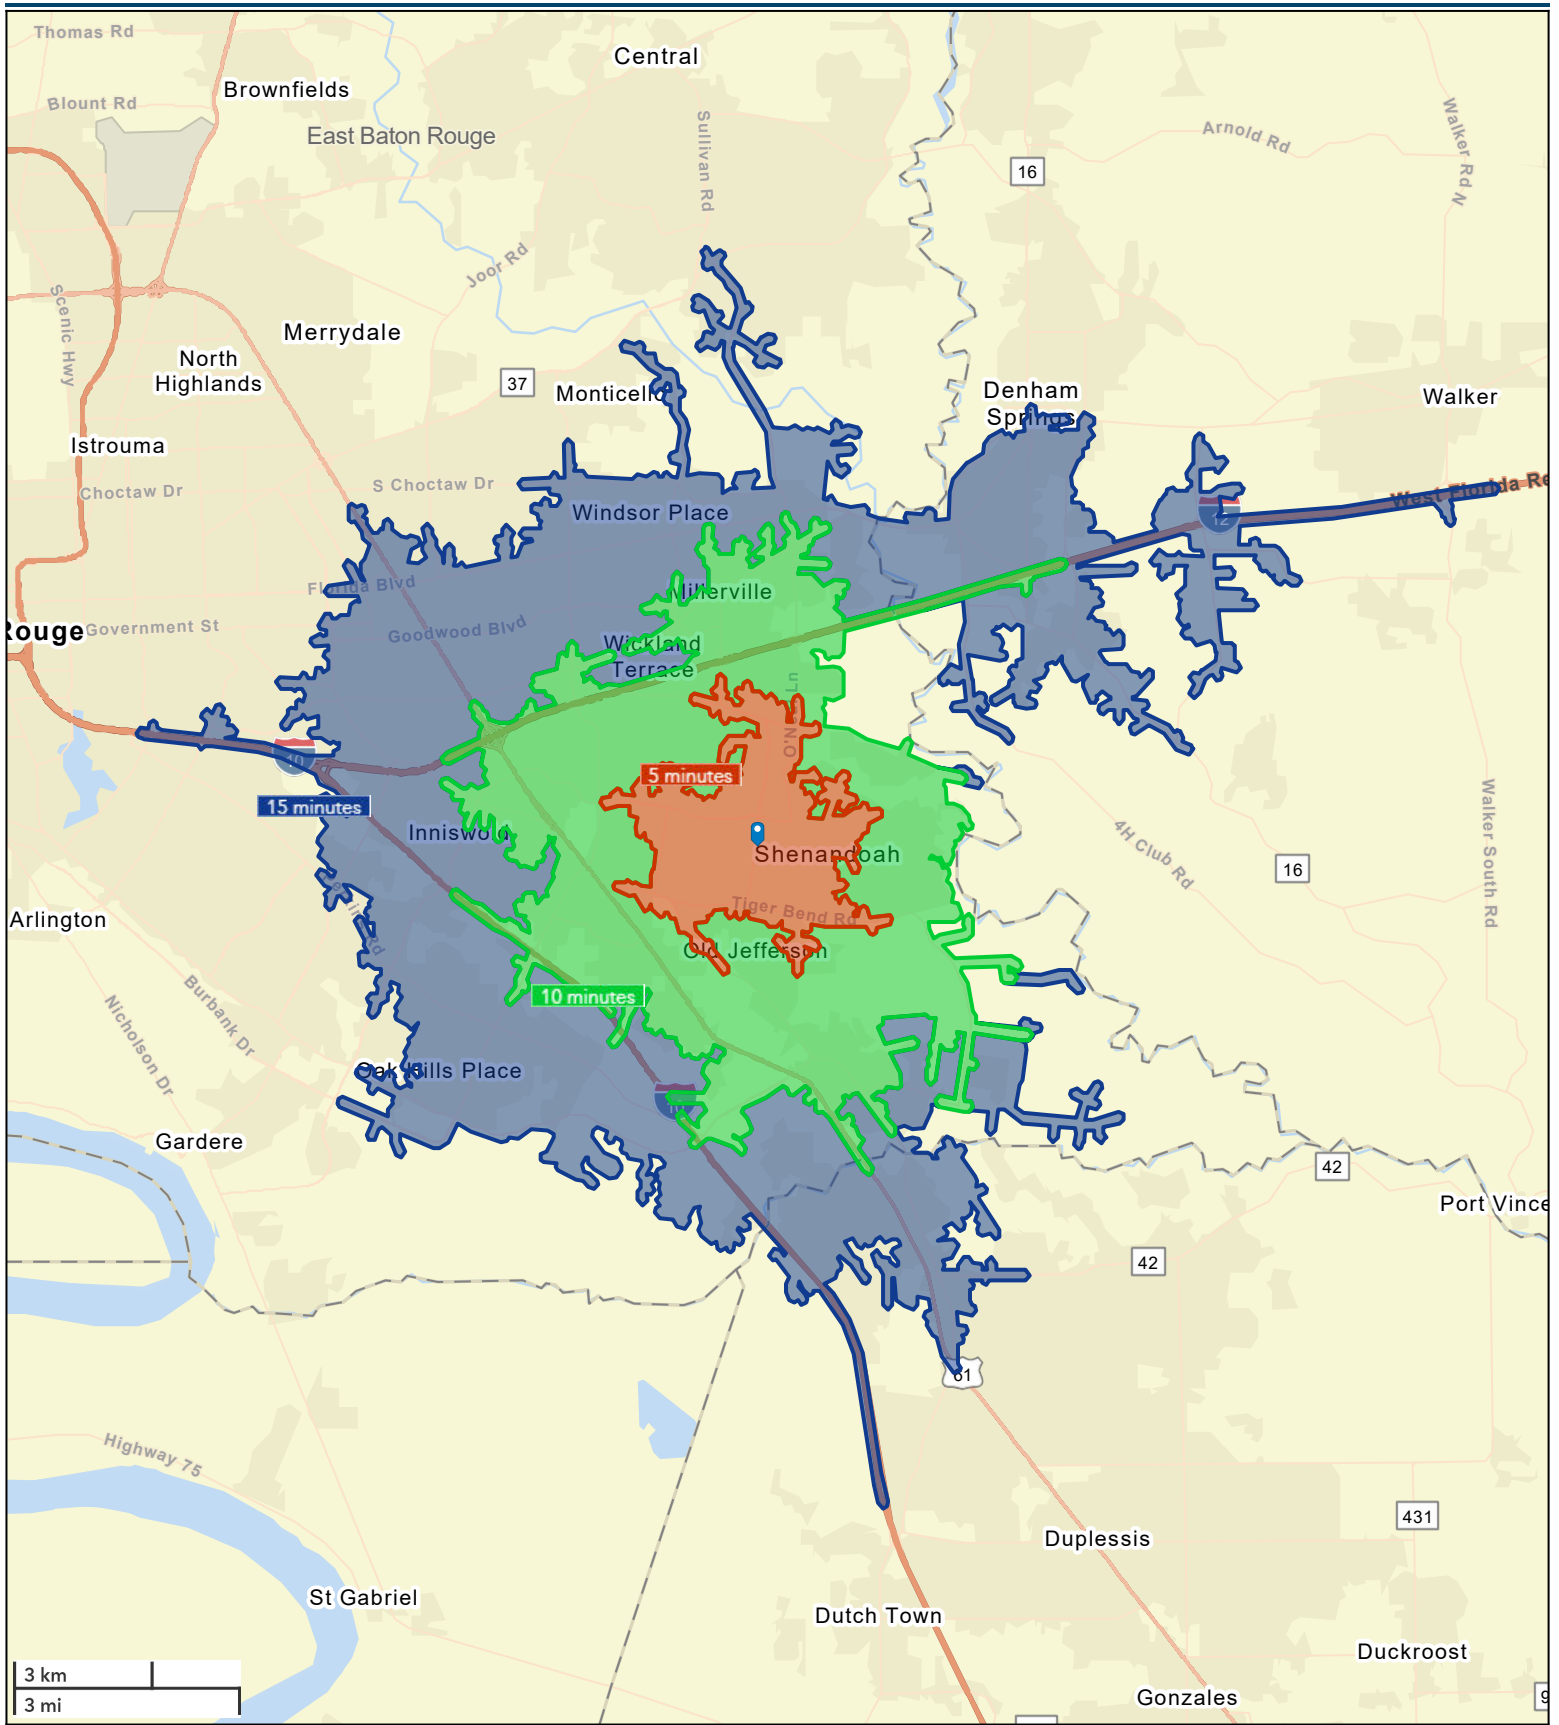 Thomas Rd
Central
Brownfields
Blount Rd
East Baton Rouge
Sullivan Rd
Arnold Rd
Walker Rd N
16
Joor Rd
Scenic Hwy
Merrydale
North
Highlands
37
Monticello
Denham
Springs
Walker
Istrouma
Choctaw Dr
S Choctaw Dr
West Florida Re
Windsor Place
12
Florida Blvd
Millerville
Rouge
Government St
Goodwood Blvd
Wickland
Terrace
O'N
Ln
10
5 minutes
15 minutes
Inniswold
Shenandoah
4H Club Rd
16
Walker South Rd
Arlington
Tiger Bend Rd
Old Jefferson
10 minutes
Burbank Dr
Nicholson Dr
Oak Hills Place
10
Gardere
42
Port Vince
42
61
Highway 75
431
Duplessis
St Gabriel
Dutch Town
Duckroost
3 km
3 mi
Gonzales
9